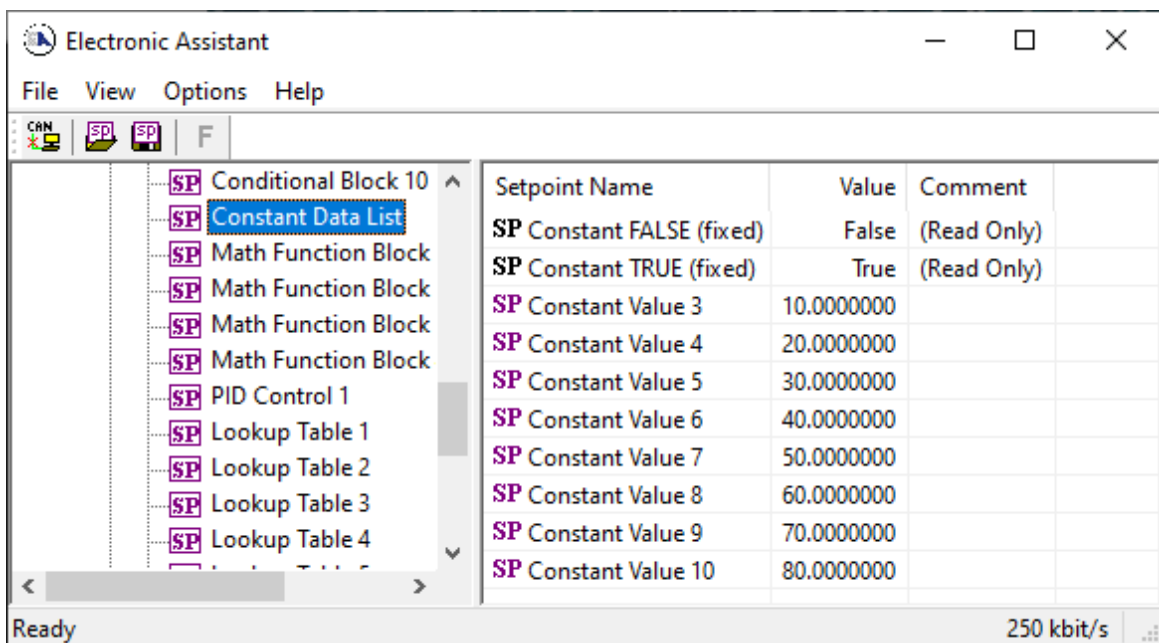 Electronic Assistant
File View Options Help
CAN SP SP F
SP Conditional Block 10
SP Constant Data List
SP Math Function Block
SP Math Function Block
SP Math Function Block
SP Math Function Block
SP PID Control 1
SP Lookup Table 1
SP Lookup Table 2
SP Lookup Table 3
SP Lookup Table 4
Setpoint Name Value Comment
SP Constant FALSE (fixed) False (Read Only)
SP Constant TRUE (fixed) True (Read Only)
SP Constant Value 3 10.0000000
SP Constant Value 4 20.0000000
SP Constant Value 5 30.0000000
SP Constant Value 6 40.0000000
SP Constant Value 7 50.0000000
SP Constant Value 8 60.0000000
SP Constant Value 9 70.0000000
SP Constant Value 10 80.0000000
Ready 250 kbit/s